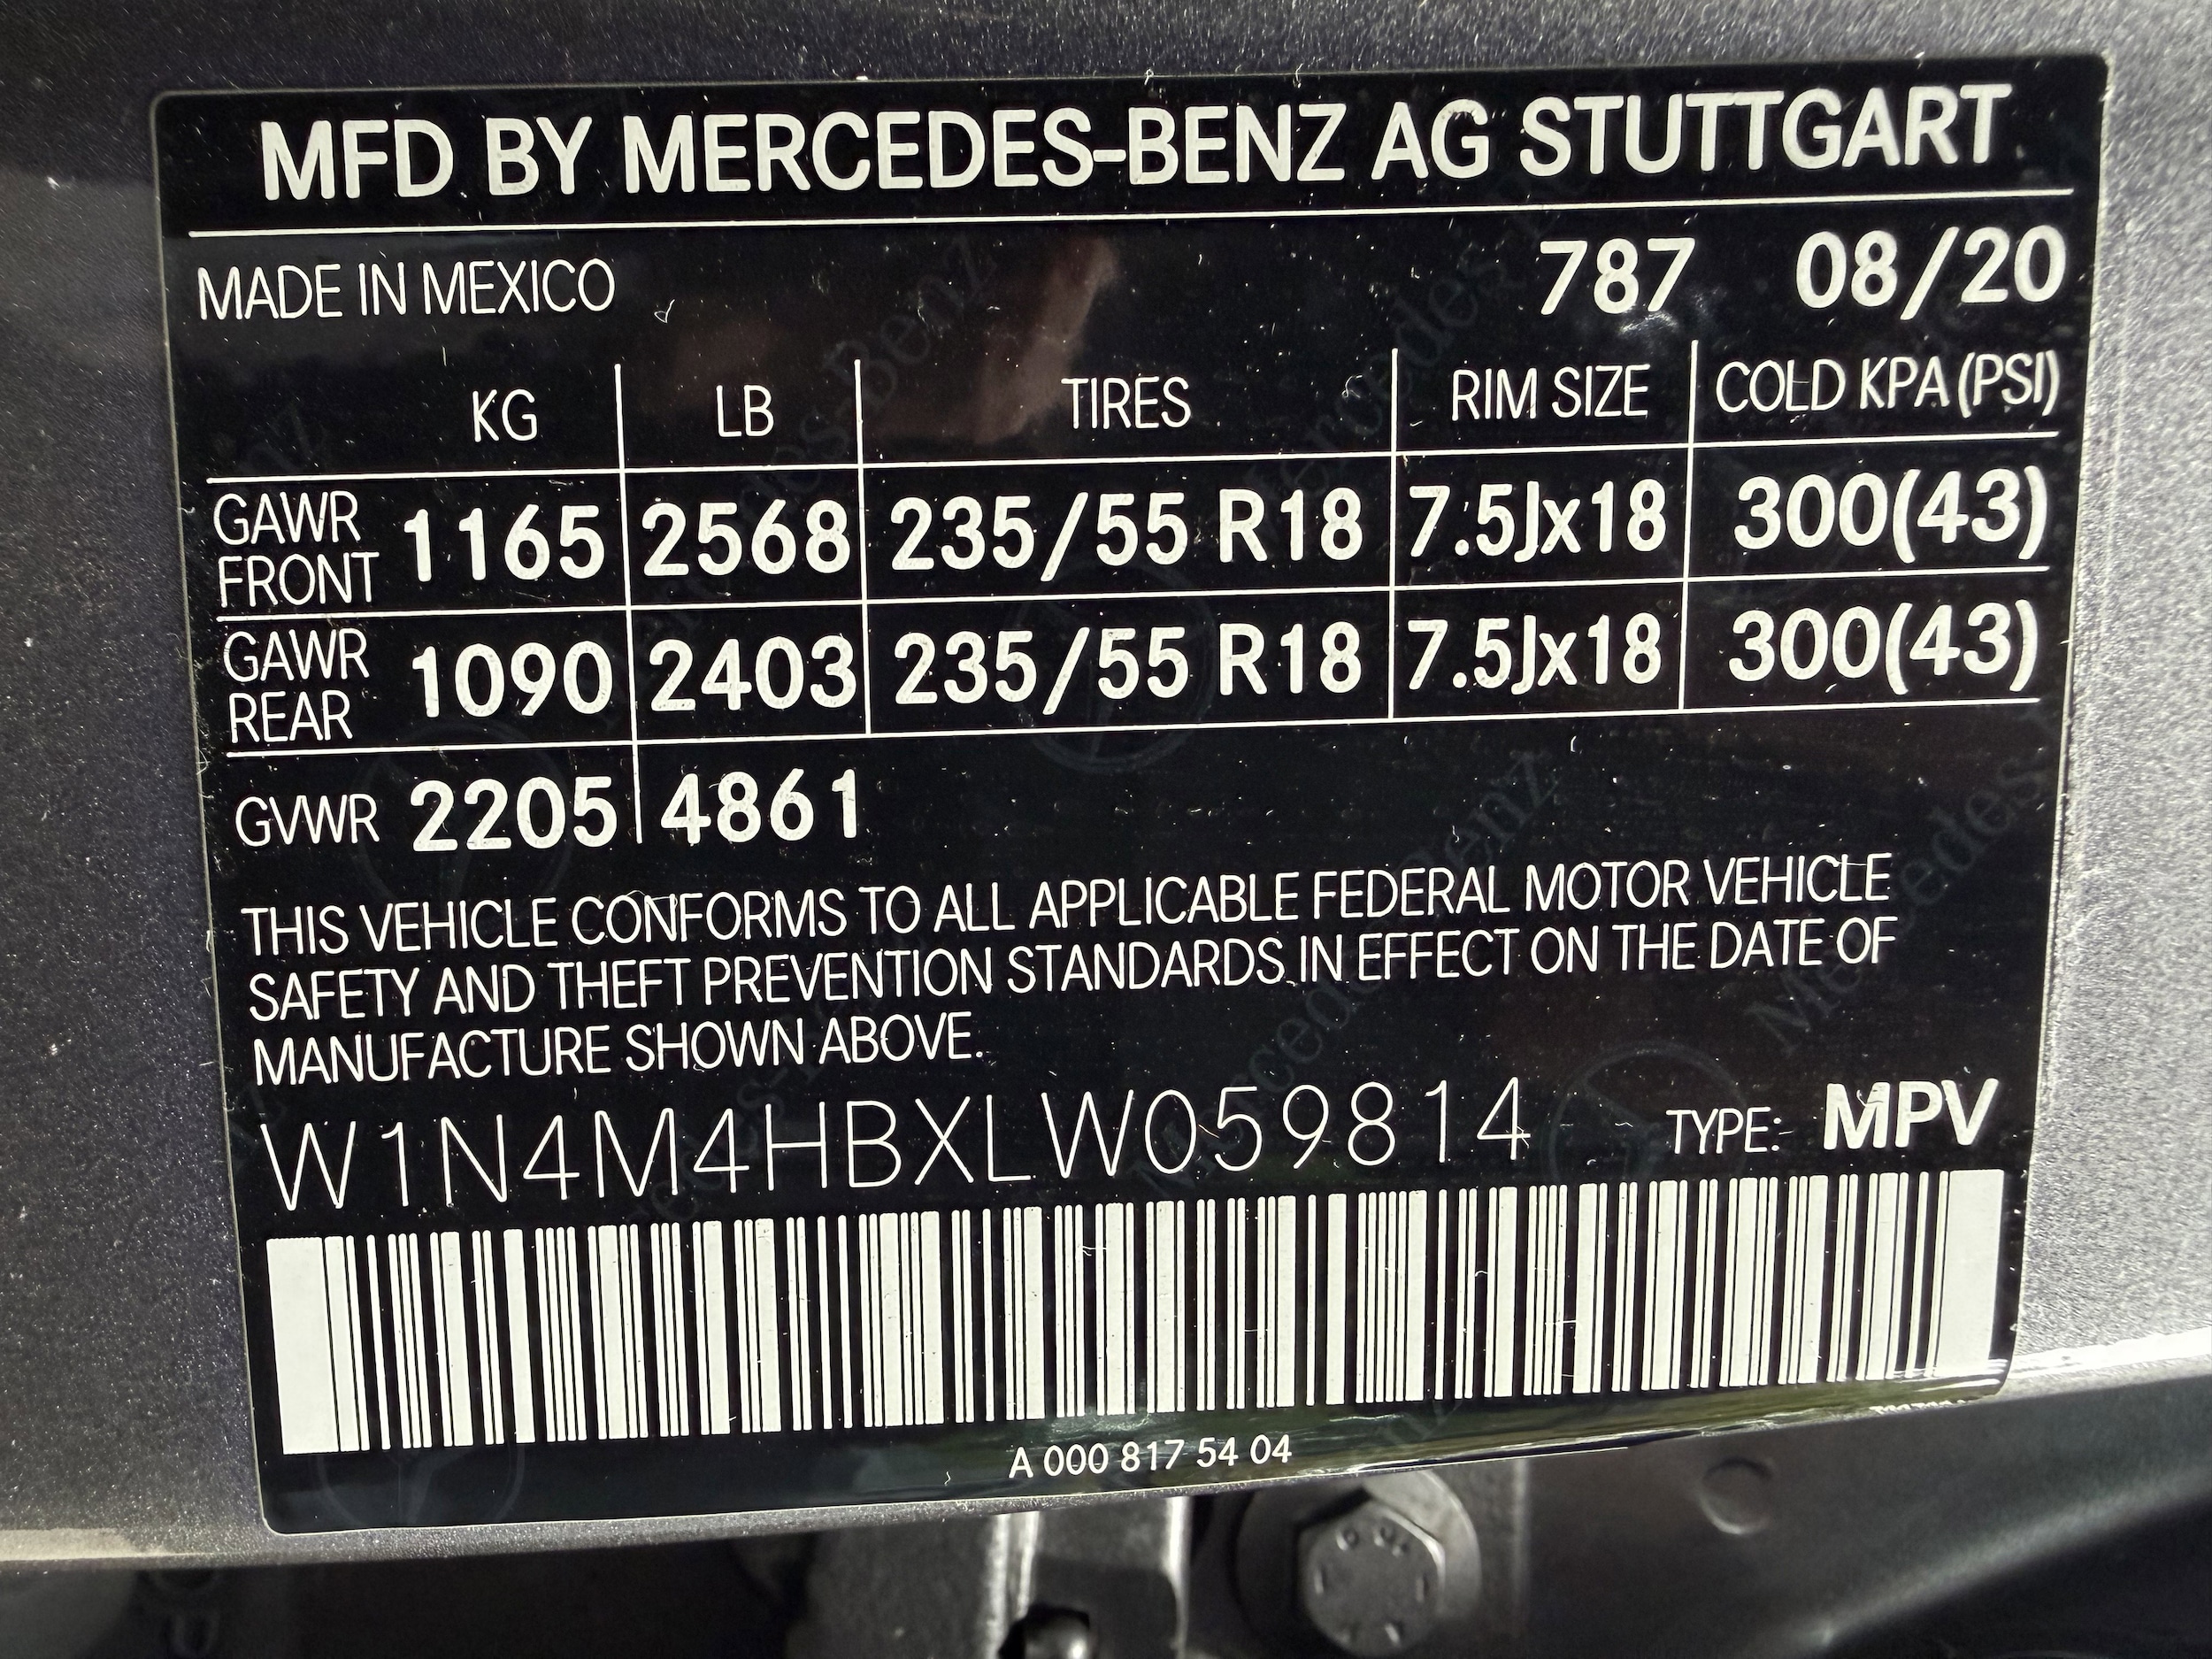 MFD BY MERCEDES-BENZ AG STUTTGART
MADE IN MEXICO 787 08/20
KG LB TIRES RIM SIZE COLD KPA (PSI)
GAWR FRONT 1165 2568 235/55 R18 7.5Jx18 300(43)
GAWR REAR 1090 2403 235/55 R18 7.5Jx18 300(43)
GVWR 2205 4861
THIS VEHICLE CONFORMS TO ALL APPLICABLE FEDERAL MOTOR VEHICLE
SAFETY AND THEFT PREVENTION STANDARDS IN EFFECT ON THE DATE OF
MANUFACTURE SHOWN ABOVE.
W1N4M4HBXLW059814 TYPE: MPV
A 000 817 54 04